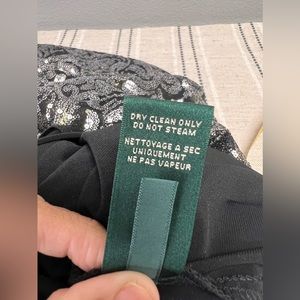 DRY CLEAN ONLY
DO NOT STEAM
NETTOYAGE A SEC
UNIQUEMENT
NE PAS VAPEUR